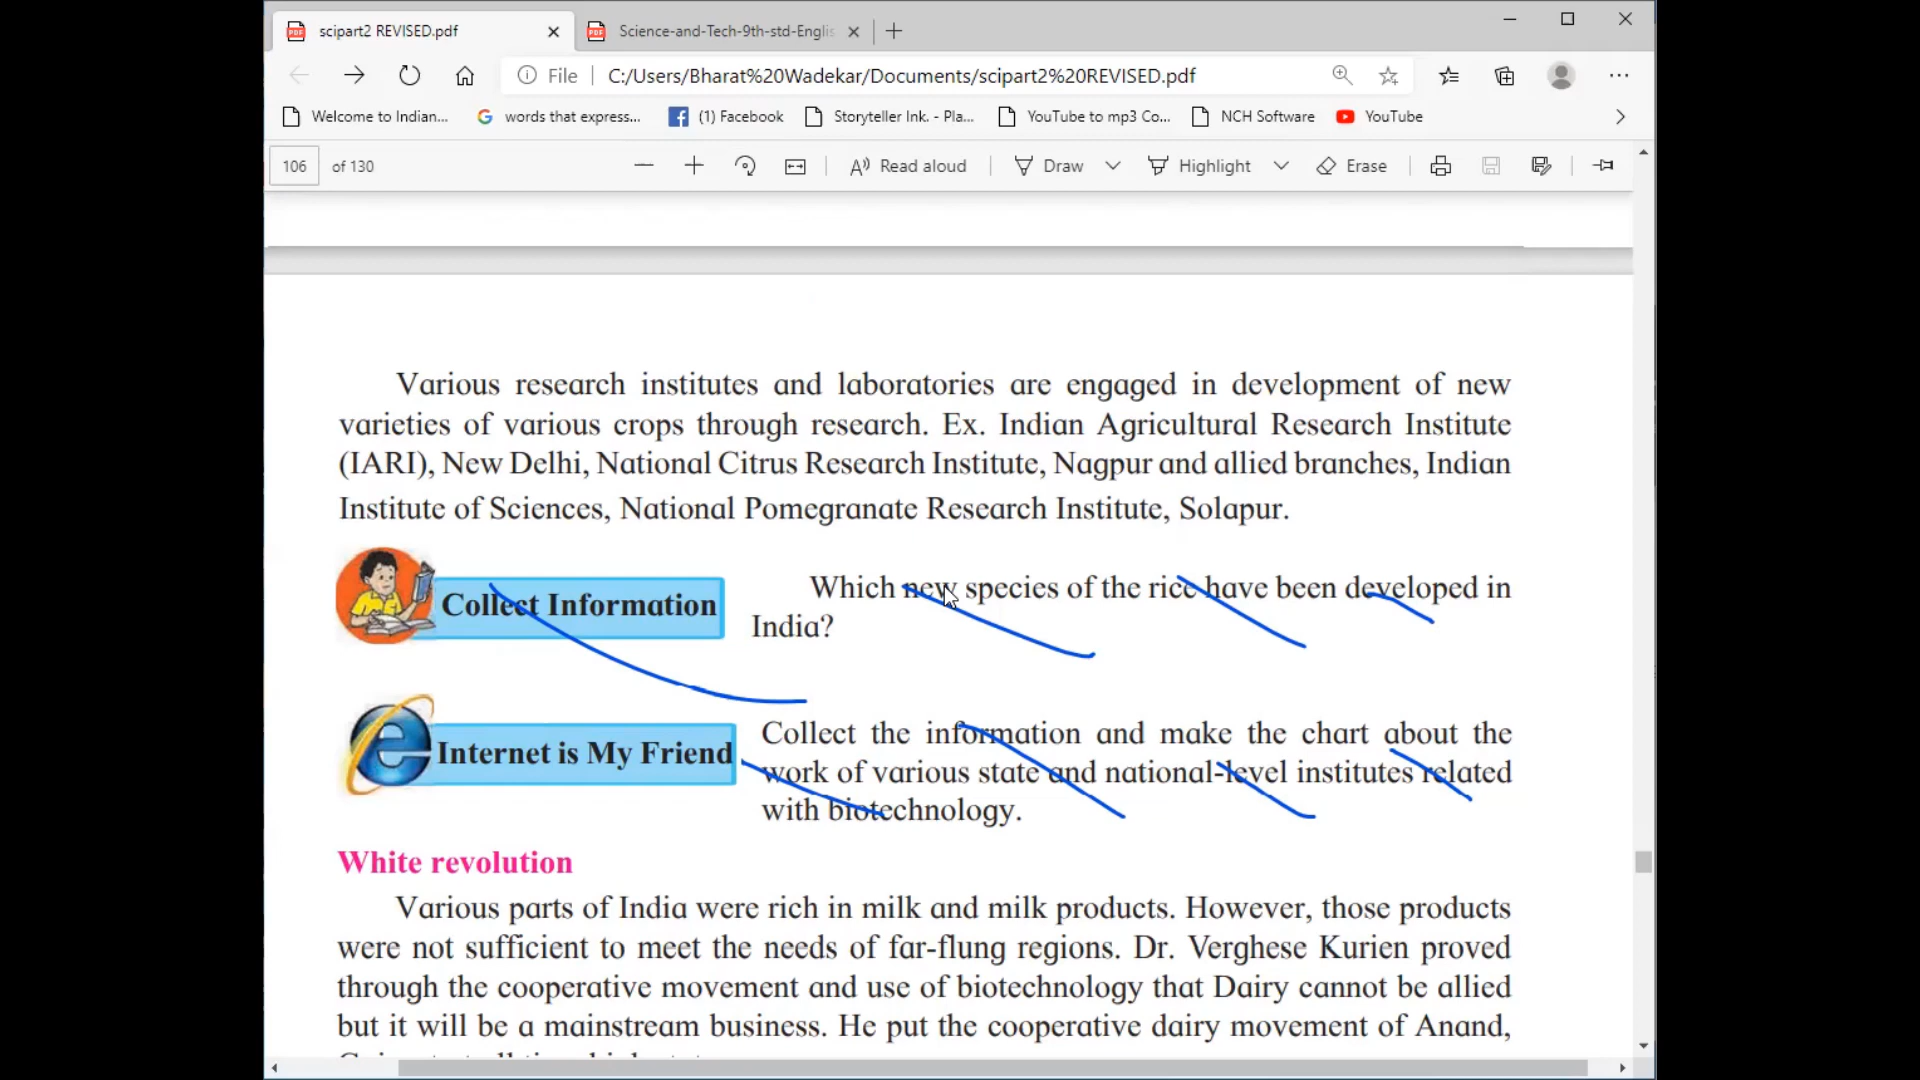 scipart2 REVISED.pdf
Science-and-Tech-9th-std-Englis
File C:/Users/Bharat%20Wadekar/Documents/scipart2%20REVISED.pdf
Welcome to Indian... words that express... (1) Facebook Storyteller Ink. - Pla... YouTube to mp3 Co... NCH Software YouTube
106 of 130 Read aloud Draw Highlight Erase
Various research institutes and laboratories are engaged in development of new
varieties of various crops through research. Ex. Indian Agricultural Research Institute
(IARI), New Delhi, National Citrus Research Institute, Nagpur and allied branches, Indian
Institute of Sciences, National Pomegranate Research Institute, Solapur.
Collect Information
Which new species of the rice have been developed in
India?
Internet is My Friend
Collect the information and make the chart about the
work of various state and national-level institutes related
with biotechnology.
White revolution
Various parts of India were rich in milk and milk products. However, those products
were not sufficient to meet the needs of far-flung regions. Dr. Verghese Kurien proved
through the cooperative movement and use of biotechnology that Dairy cannot be allied
but it will be a mainstream business. He put the cooperative dairy movement of Anand,